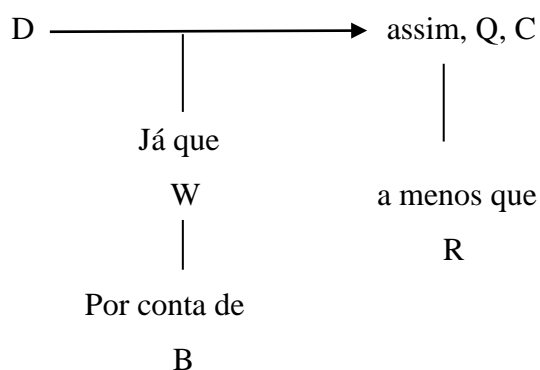 D assim, Q, C
Já que
W
a menos que
R
Por conta de
B